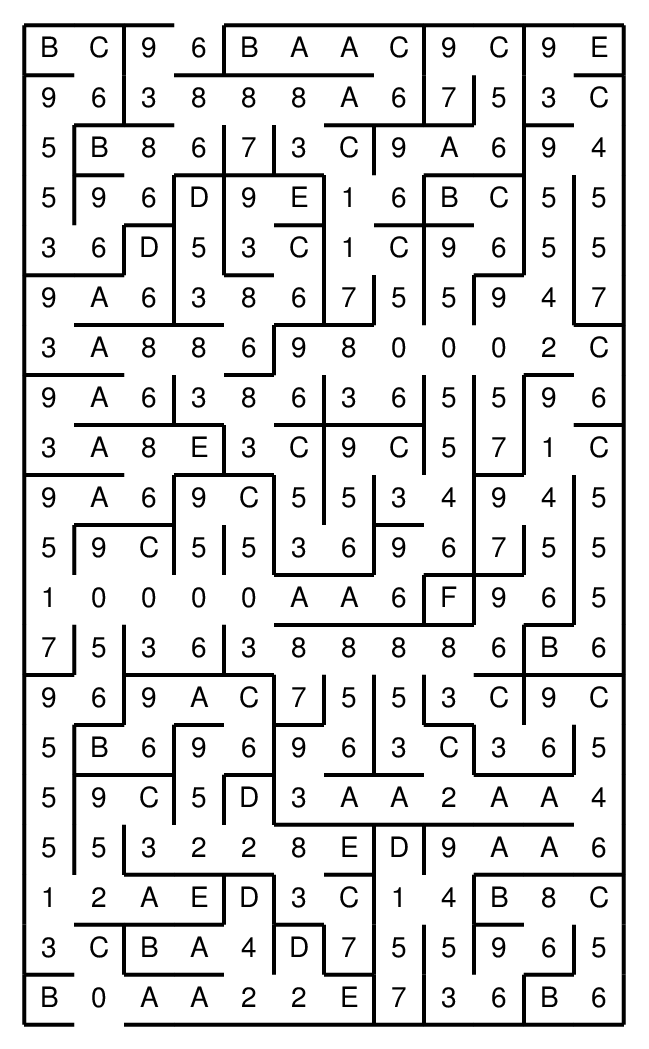 B C 9 6 B A A C 9 C 9 E
9 6 3 8 8 8 A 6 7 5 3 C
5 B 8 6 7 3 C 9 A 6 9 4
5 9 6 D 9 E 1 6 B C 5 5
3 6 D 5 3 C 1 C 9 6 5 5
9 A 6 3 8 6 7 5 5 9 4 7
3 A 8 8 6 9 8 0 0 0 2 C
9 A 6 3 8 6 3 6 5 5 9 6
3 A 8 E 3 C 9 C 5 7 1 C
9 A 6 9 C 5 5 3 4 9 4 5
5 9 C 5 5 3 6 9 6 7 5 5
1 0 0 0 0 A A 6 F 9 6 5
7 5 3 6 3 8 8 8 8 6 B 6
9 6 9 A C 7 5 5 3 C 9 C
5 B 6 9 6 9 6 3 C 3 6 5
5 9 C 5 D 3 A A 2 A A 4
5 5 3 2 2 8 E D 9 A A 6
1 2 A E D 3 C 1 4 B 8 C
3 C B A 4 D 7 5 5 9 6 5
B 0 A A 2 2 E 7 3 6 B 6